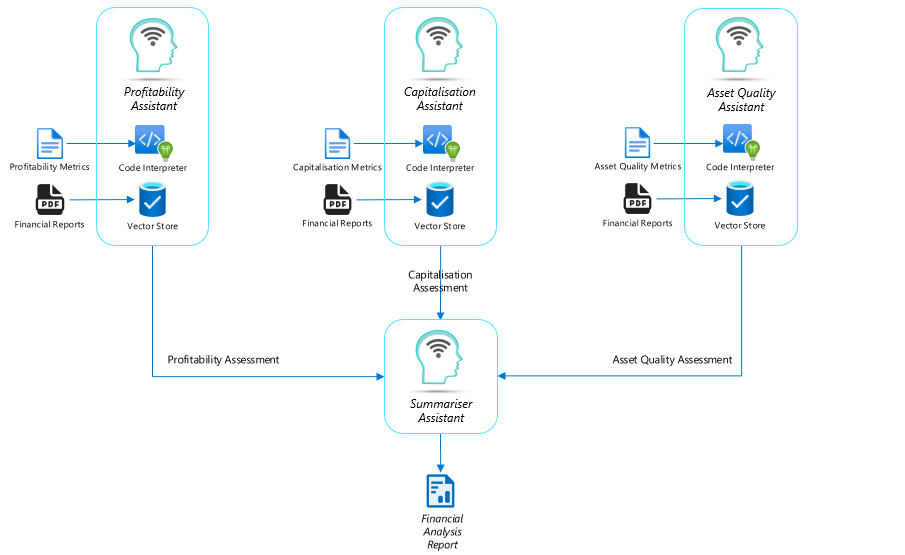 Profitability
Assistant
Profitability Metrics
Code Interpreter
PDF
Financial Reports
Vector Store
Capitalisation
Assistant
Capitalisation Metrics
Code Interpreter
PDF
Financial Reports
Vector Store
Asset Quality
Assistant
Asset Quality Metrics
Code Interpreter
PDF
Financial Reports
Vector Store
Capitalisation
Assessment
Profitability Assessment
Asset Quality Assessment
Summariser
Assistant
Financial
Analysis
Report